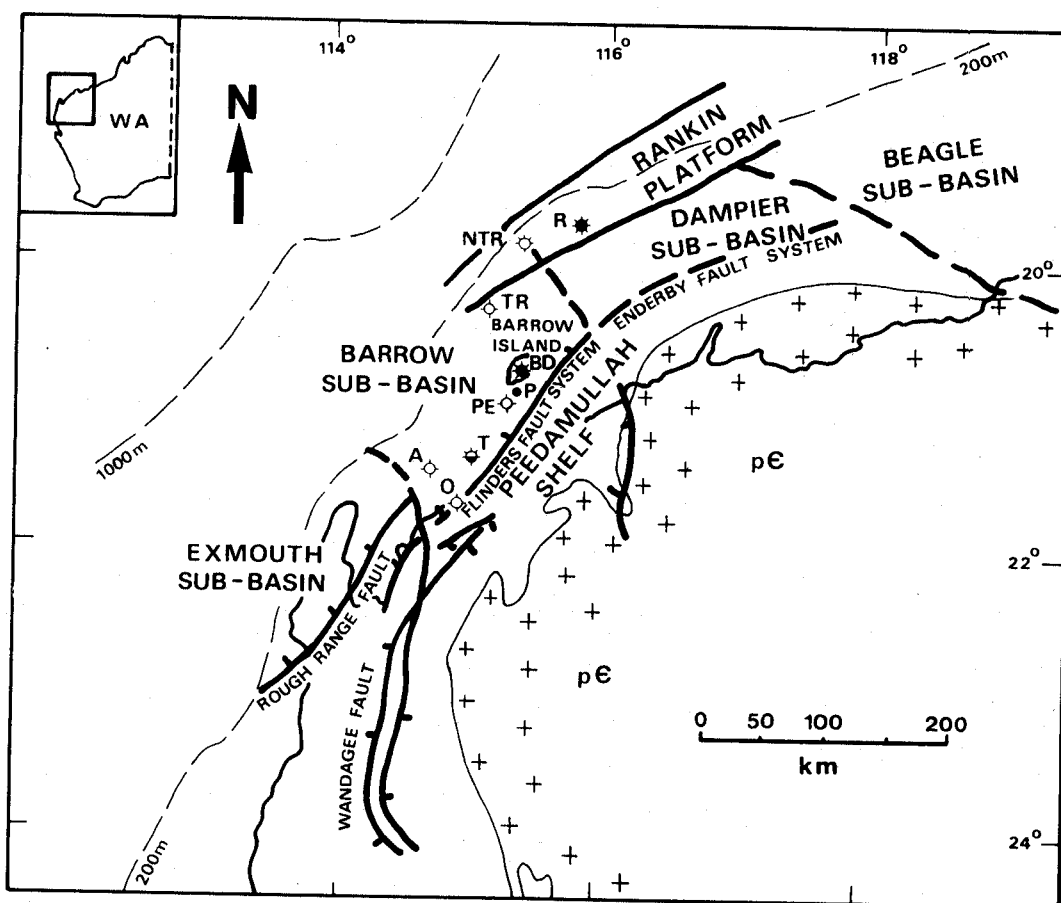 114°
116°
118°
200m
WA
N
RANKIN
PLATFORM
BEAGLE
SUB-BASIN
R
DAMPIER
SUB-BASIN
NTR
ENDERBY FAULT SYSTEM
20°
TR
BARROW
ISLAND
BD
BARROW
SUB-BASIN
P
PE
FLINDERS FAULT SYSTEM
PEEDAMULLAH
SHELF
1000m
A
T
O
pЄ
EXMOUTH
SUB-BASIN
22°
ROUGH RANGE FAULT
pЄ
WANDAGEE FAULT
0 50 100 200
km
24°
200m